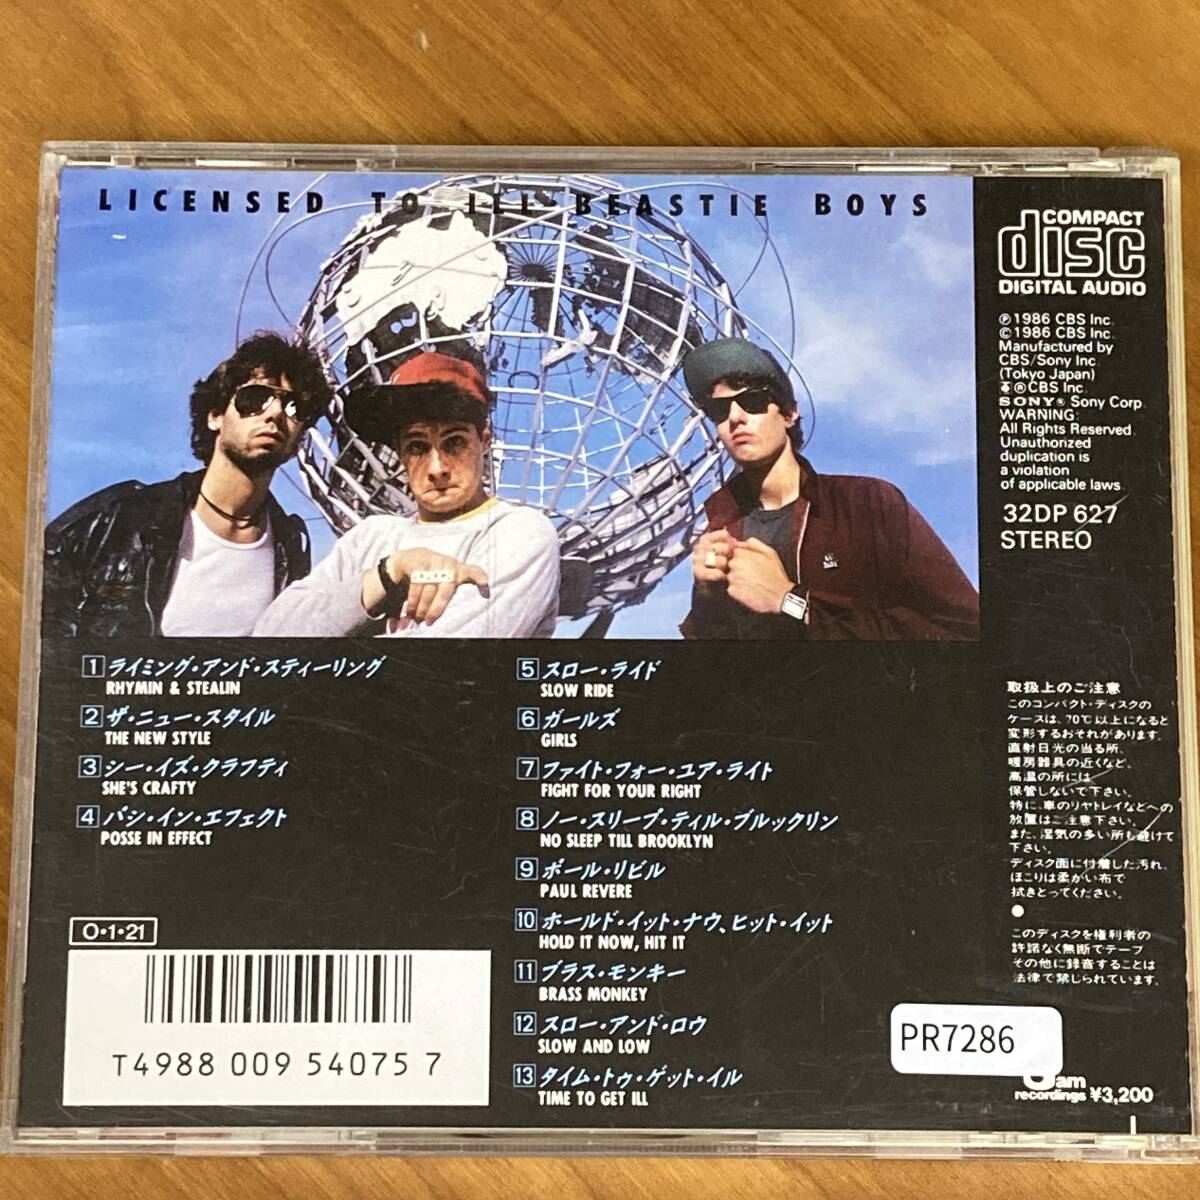 LICENSED TO ILL BEASTIE BOYS
COMPACT
disc
DIGITAL AUDIO
℗1986 CBS Inc.
©1986 CBS Inc.
Manufactured by
CBS/Sony Inc.
(Tokyo Japan)
®CBS Inc.
SONY® Sony Corp.
WARNING:
All Rights Reserved.
Unauthorized
duplication is
a violation
of applicable laws.
32DP 627
STEREO
1 ライミング・アンド・スティーリング
RHYMIN & STEALIN
2 ザ・ニュー・スタイル
THE NEW STYLE
3 シー・イズ・クラフティ
SHE'S CRAFTY
4 パシ・イン・エフェクト
POSSE IN EFFECT
5 スロー・ライド
SLOW RIDE
6 ガールズ
GIRLS
7 ファイト・フォー・ユア・ライト
FIGHT FOR YOUR RIGHT
8 ノー・スリープ・ティル・ブルックリン
NO SLEEP TILL BROOKLYN
9 ポール・リビル
PAUL REVERE
10 ホールド・イット・ナウ、ヒット・イット
HOLD IT NOW, HIT IT
11 ブラス・モンキー
BRASS MONKEY
12 スロー・アンド・ロウ
SLOW AND LOW
13 タイム・トゥ・ゲット・イル
TIME TO GET ILL
取扱上のご注意
このコンパクト・ディスクの
ケースは、70℃以上になると
変形するおそれがあります。
直射日光の当る所、
暖房器具の近くなど、
高温の所には
保管しないで下さい。
特に、車のリヤトレイなどへの
放置はご注意下さい。
また、湿気の多い所も避けて
下さい。
ディスク面に付着した汚れ、
ほこりは柔かい布で
拭きとってください。
●
このディスクを権利者の
許諾なく無断でテープ
その他に録音することは
法律で禁じられています。
O・1・21
T4988 009 54075 7
PR7286
am
recordings ¥3,200